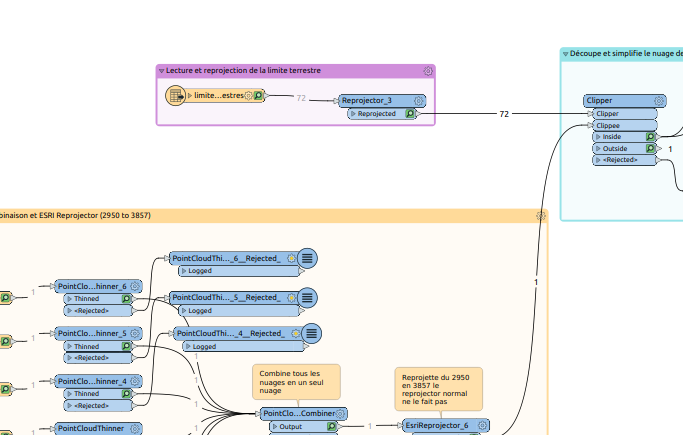 Lecture et reprojection de la limite terrestre
Découpe et simplifie le nuage de
limite...estres
72
Reprojector_3
Reprojected
72
Clipper
Clipper
Clippee
Inside
Outside
1
<Rejected>
binaison et ESRI Reprojector (2950 to 3857)
PointCloudThi..._6__Rejected_
Logged
1
PointClo...hinner_6
Thinned
<Rejected>
PointCloudThi..._5__Rejected_
Logged
1
PointClo...hinner_5
Thinned
<Rejected>
PointCloudThi..._4__Rejected_
Logged
1
1
PointClo...hinner_4
Thinned
<Rejected>
1
1
1
PointCloudThinner
Combine tous les
nuages en un seul
nuage
Reprojette du 2950
en 3857 le
reprojector normal
ne le fait pas
PointClo...Combiner
Output
1
EsriReprojector_6
1